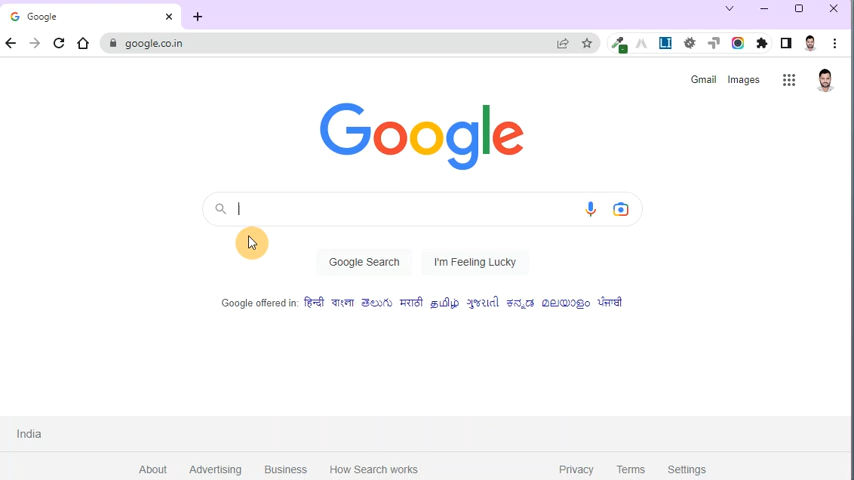 Google
google.co.in
Gmail Images
Google
Google Search I'm Feeling Lucky
Google offered in: हिन्दी বাংলা తెలుగు मराठी தமிழ் ગુજરાતી ಕನ್ನಡ മലയാളം ਪੰਜਾਬੀ
India
About Advertising Business How Search works Privacy Terms Settings